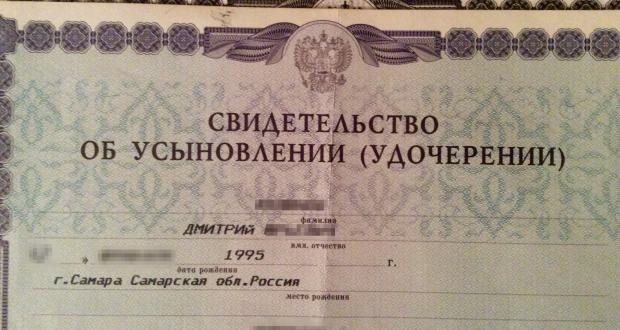 СВИДЕТЕЛЬСТВО
ОБ УСЫНОВЛЕНИИ (УДОЧЕРЕНИИ)
фамилия
ДМИТРИЙ
имя, отчество
» 1995 г.
дата рождения
г.Самара Самарская обл.Россия
место рождения